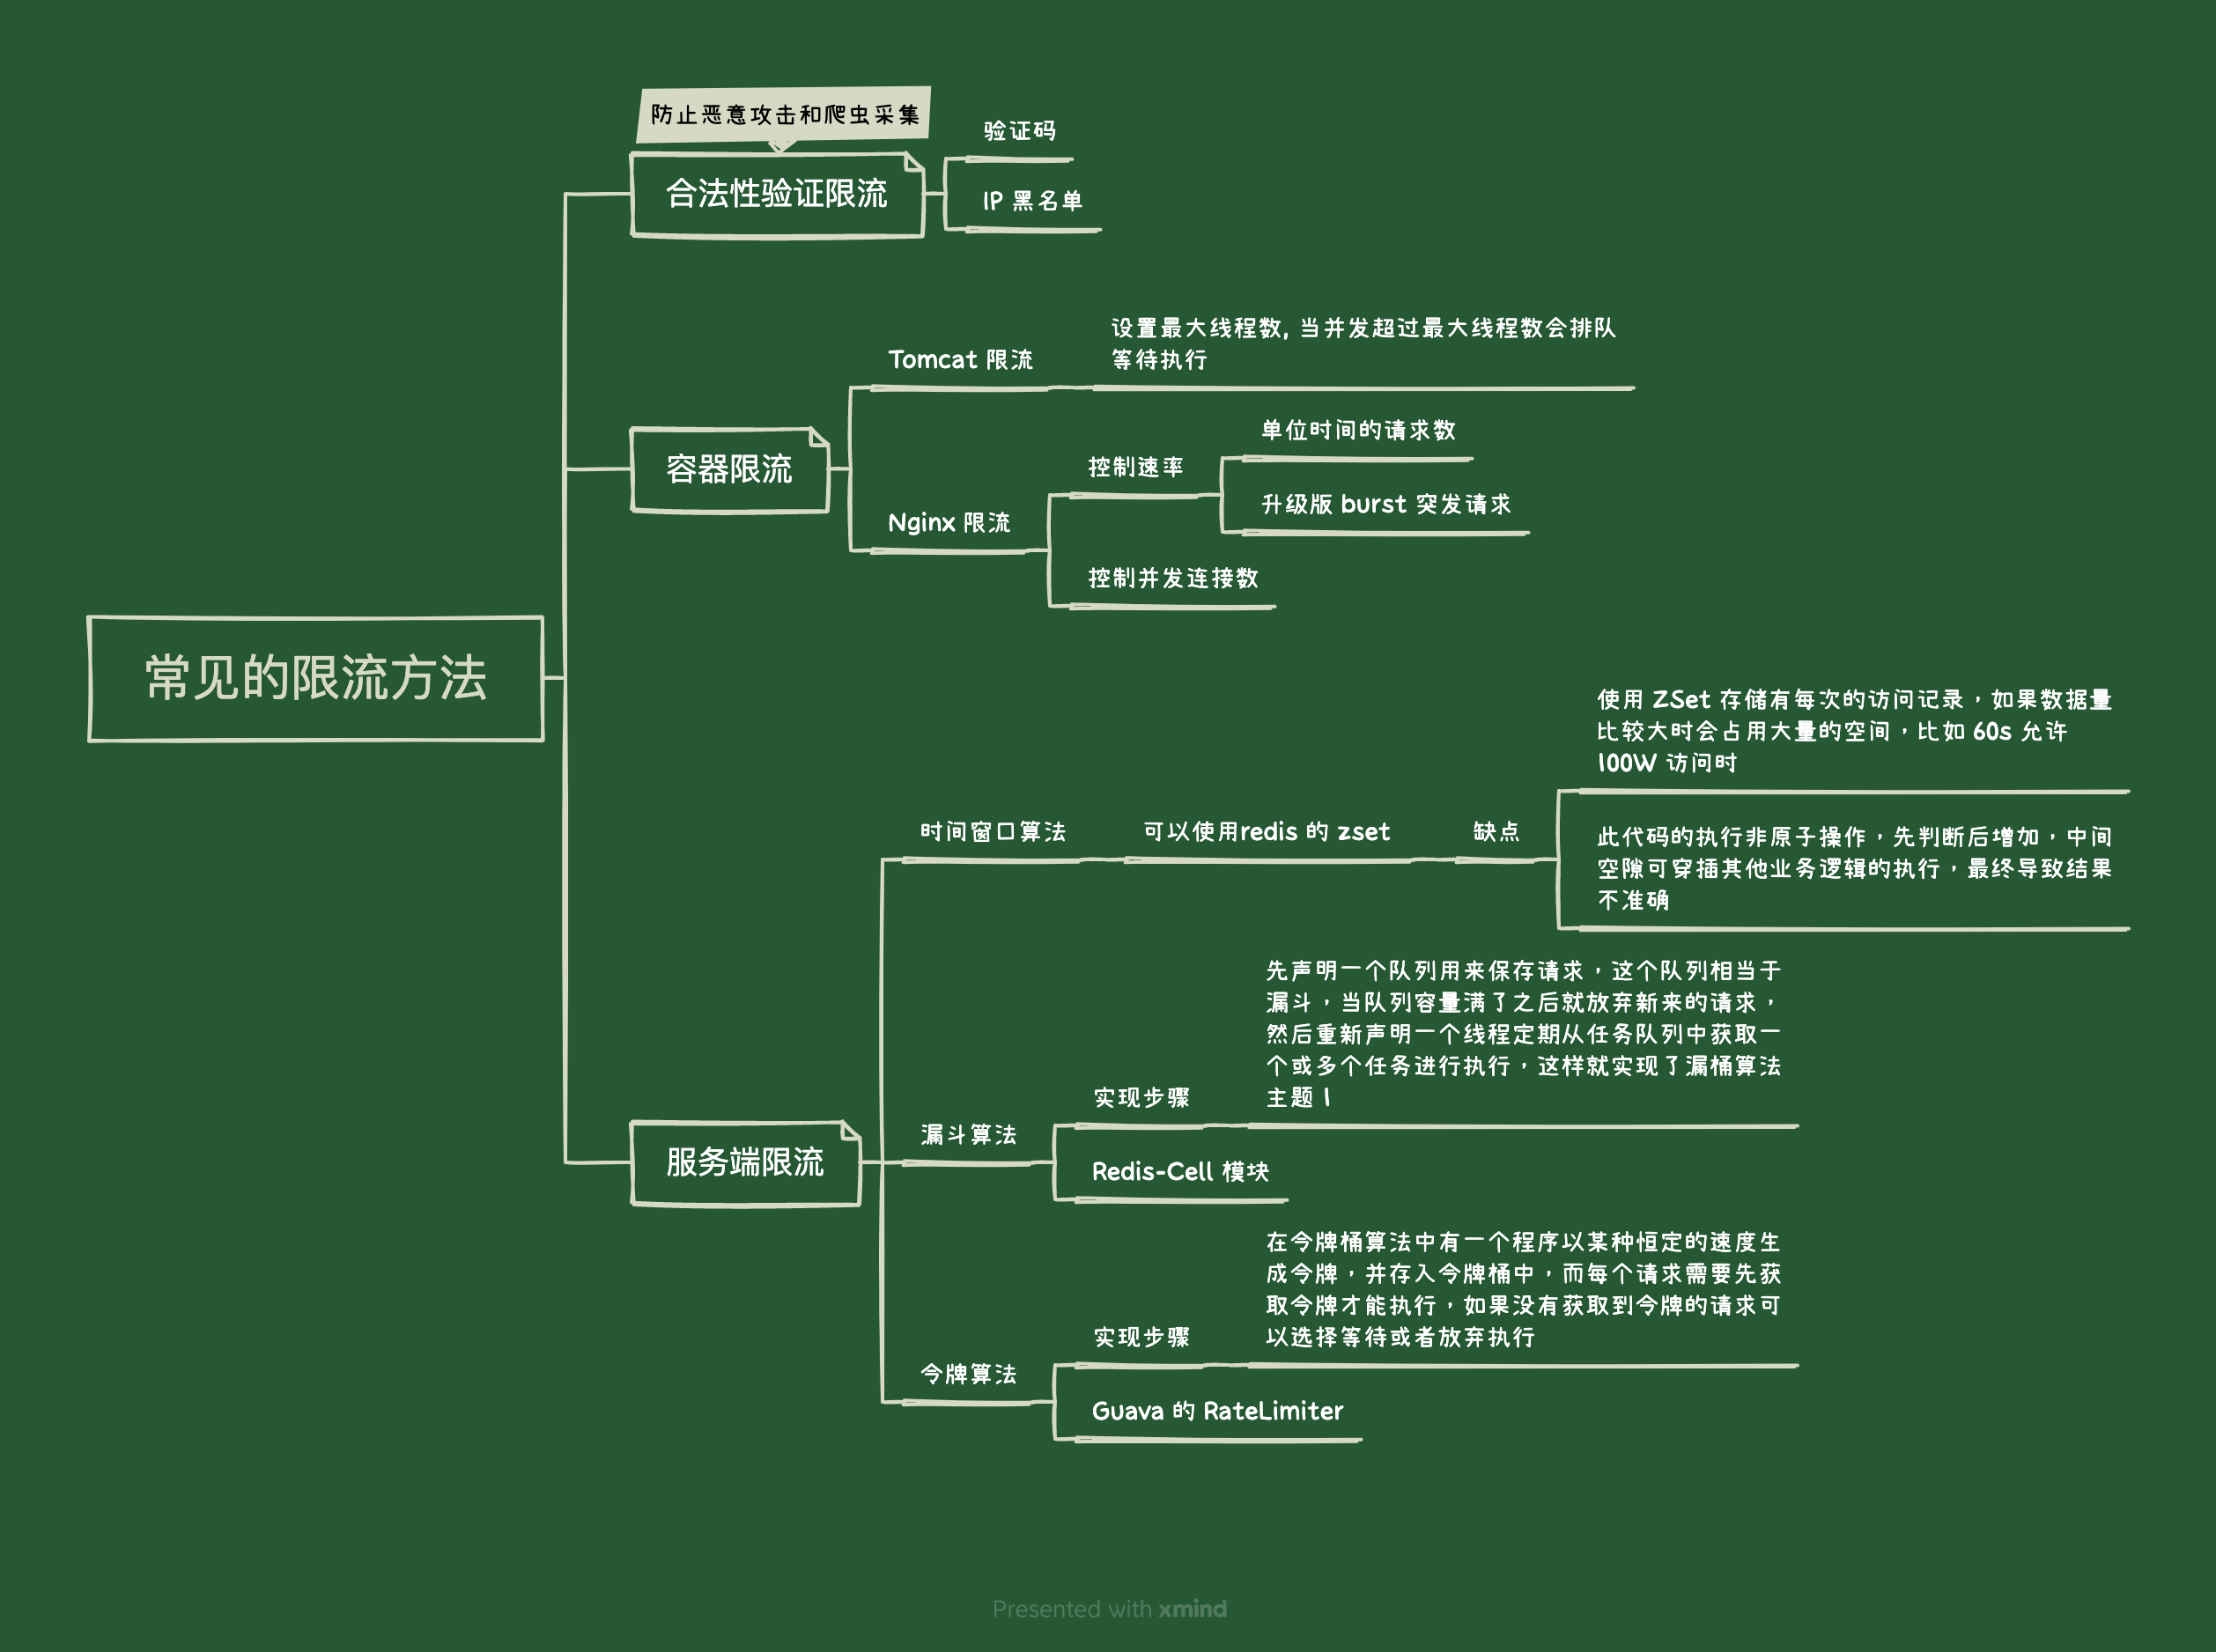 防止恶意攻击和爬虫采集
合法性验证限流
验证码
IP 黑名单
容器限流
Tomcat 限流
设置最大线程数, 当并发超过最大线程数会排队
等待执行
Nginx 限流
控制速率
单位时间的请求数
升级版 burst 突发请求
控制并发连接数
常见的限流方法
服务端限流
时间窗口算法
可以使用redis 的 zset
缺点
使用 ZSet 存储有每次的访问记录，如果数据量
比较大时会占用大量的空间，比如 60s 允许
100W 访问时
此代码的执行非原子操作，先判断后增加，中间
空隙可穿插其他业务逻辑的执行，最终导致结果
不准确
漏斗算法
实现步骤
先声明一个队列用来保存请求，这个队列相当于
漏斗，当队列容量满了之后就放弃新来的请求，
然后重新声明一个线程定期从任务队列中获取一
个或多个任务进行执行，这样就实现了漏桶算法
主题 1
Redis-Cell 模块
令牌算法
实现步骤
在令牌桶算法中有一个程序以某种恒定的速度生
成令牌，并存入令牌桶中，而每个请求需要先获
取令牌才能执行，如果没有获取到令牌的请求可
以选择等待或者放弃执行
Guava 的 RateLimiter
Presented with xmind